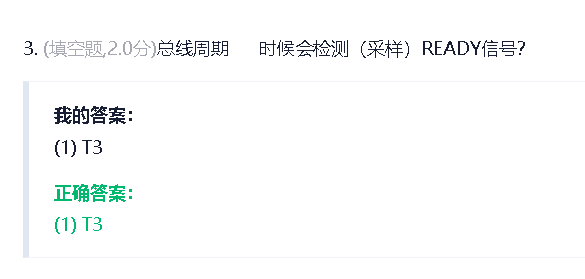 3. (填空题,2.0分)总线周期 时候会检测（采样）READY信号?
我的答案:
(1) T3
正确答案:
(1) T3